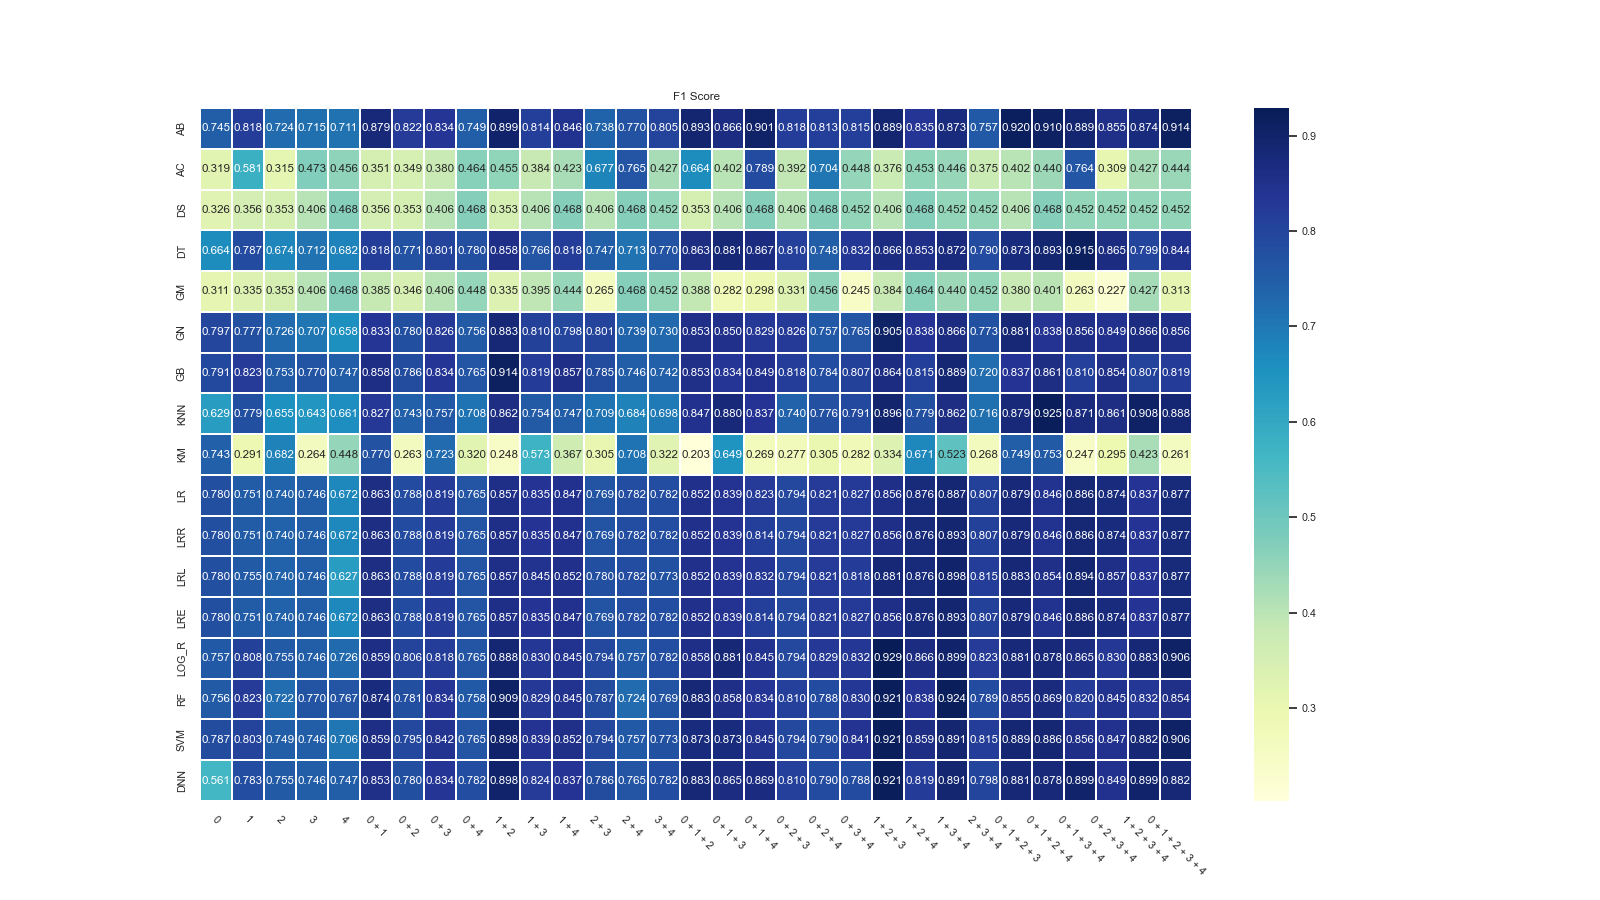 F1 Score
AB 0.745 0.818 0.724 0.715 0.711 0.879 0.822 0.834 0.749 0.899 0.814 0.846 0.738 0.770 0.805 0.893 0.866 0.901 0.818 0.813 0.815 0.889 0.835 0.873 0.757 0.920 0.910 0.889 0.855 0.874 0.914
AC 0.319 0.581 0.315 0.473 0.456 0.351 0.349 0.380 0.464 0.455 0.384 0.423 0.677 0.765 0.427 0.664 0.402 0.789 0.392 0.704 0.448 0.376 0.453 0.446 0.375 0.402 0.440 0.764 0.309 0.427 0.444
DS 0.326 0.356 0.353 0.406 0.468 0.356 0.353 0.406 0.468 0.353 0.406 0.468 0.406 0.468 0.452 0.353 0.406 0.468 0.406 0.468 0.452 0.406 0.468 0.452 0.452 0.406 0.468 0.452 0.452 0.452 0.452
DT 0.664 0.787 0.674 0.712 0.682 0.818 0.771 0.801 0.780 0.858 0.766 0.818 0.747 0.713 0.770 0.863 0.881 0.867 0.810 0.748 0.832 0.866 0.853 0.872 0.790 0.873 0.893 0.915 0.865 0.799 0.844
GM 0.311 0.335 0.353 0.406 0.468 0.385 0.346 0.406 0.448 0.335 0.395 0.444 0.265 0.468 0.452 0.388 0.282 0.298 0.331 0.456 0.245 0.384 0.464 0.440 0.452 0.380 0.401 0.263 0.227 0.427 0.313
GN 0.797 0.777 0.726 0.707 0.658 0.833 0.780 0.826 0.756 0.883 0.810 0.798 0.801 0.739 0.730 0.853 0.850 0.829 0.826 0.757 0.765 0.905 0.838 0.866 0.773 0.881 0.838 0.856 0.849 0.866 0.856
GB 0.791 0.823 0.753 0.770 0.747 0.858 0.786 0.834 0.765 0.914 0.819 0.857 0.785 0.746 0.742 0.853 0.834 0.849 0.818 0.784 0.807 0.864 0.815 0.889 0.720 0.837 0.861 0.810 0.854 0.807 0.819
KNN 0.629 0.779 0.655 0.643 0.661 0.827 0.743 0.757 0.708 0.862 0.754 0.747 0.709 0.684 0.698 0.847 0.880 0.837 0.740 0.776 0.791 0.896 0.779 0.862 0.716 0.879 0.925 0.871 0.861 0.908 0.888
KM 0.743 0.291 0.682 0.264 0.448 0.770 0.263 0.723 0.320 0.248 0.573 0.367 0.305 0.708 0.322 0.203 0.649 0.269 0.277 0.305 0.282 0.334 0.671 0.523 0.268 0.749 0.753 0.247 0.295 0.423 0.261
LR 0.780 0.751 0.740 0.746 0.672 0.863 0.788 0.819 0.765 0.857 0.835 0.847 0.769 0.782 0.782 0.852 0.839 0.823 0.794 0.821 0.827 0.856 0.876 0.887 0.807 0.879 0.846 0.886 0.874 0.837 0.877
LRR 0.780 0.751 0.740 0.746 0.672 0.863 0.788 0.819 0.765 0.857 0.835 0.847 0.769 0.782 0.782 0.852 0.839 0.814 0.794 0.821 0.827 0.856 0.876 0.893 0.807 0.879 0.846 0.886 0.874 0.837 0.877
LRL 0.780 0.755 0.740 0.746 0.627 0.863 0.788 0.819 0.765 0.857 0.845 0.852 0.780 0.782 0.773 0.852 0.839 0.832 0.794 0.821 0.818 0.881 0.876 0.898 0.815 0.883 0.854 0.894 0.857 0.837 0.877
LRE 0.780 0.751 0.740 0.746 0.672 0.863 0.788 0.819 0.765 0.857 0.835 0.847 0.769 0.782 0.782 0.852 0.839 0.814 0.794 0.821 0.827 0.856 0.876 0.893 0.807 0.879 0.846 0.886 0.874 0.837 0.877
LOG_R 0.757 0.808 0.755 0.746 0.726 0.859 0.806 0.818 0.765 0.888 0.830 0.845 0.794 0.757 0.782 0.858 0.881 0.845 0.794 0.829 0.832 0.929 0.866 0.899 0.823 0.881 0.878 0.865 0.830 0.883 0.906
RF 0.756 0.823 0.722 0.770 0.767 0.874 0.781 0.834 0.758 0.909 0.829 0.845 0.787 0.724 0.769 0.883 0.858 0.834 0.810 0.788 0.830 0.921 0.838 0.924 0.789 0.855 0.869 0.820 0.845 0.832 0.854
SVM 0.787 0.803 0.749 0.746 0.706 0.859 0.795 0.842 0.765 0.898 0.839 0.852 0.794 0.757 0.773 0.873 0.873 0.845 0.794 0.790 0.841 0.921 0.859 0.891 0.815 0.889 0.886 0.856 0.847 0.882 0.906
DNN 0.561 0.783 0.755 0.746 0.747 0.853 0.780 0.834 0.782 0.898 0.824 0.837 0.786 0.765 0.782 0.883 0.865 0.869 0.810 0.790 0.788 0.921 0.819 0.891 0.798 0.881 0.878 0.899 0.849 0.899 0.882
0
1
2
3
4
0 + 1
0 + 2
0 + 3
0 + 4
1 + 2
1 + 3
1 + 4
2 + 3
2 + 4
3 + 4
0 + 1 + 2
0 + 1 + 3
0 + 1 + 4
0 + 2 + 3
0 + 2 + 4
0 + 3 + 4
1 + 2 + 3
1 + 2 + 4
1 + 3 + 4
2 + 3 + 4
0 + 1 + 2 + 3
0 + 1 + 2 + 4
0 + 1 + 3 + 4
0 + 2 + 3 + 4
1 + 2 + 3 + 4
0 + 1 + 2 + 3 + 4
0.9
0.8
0.7
0.6
0.5
0.4
0.3